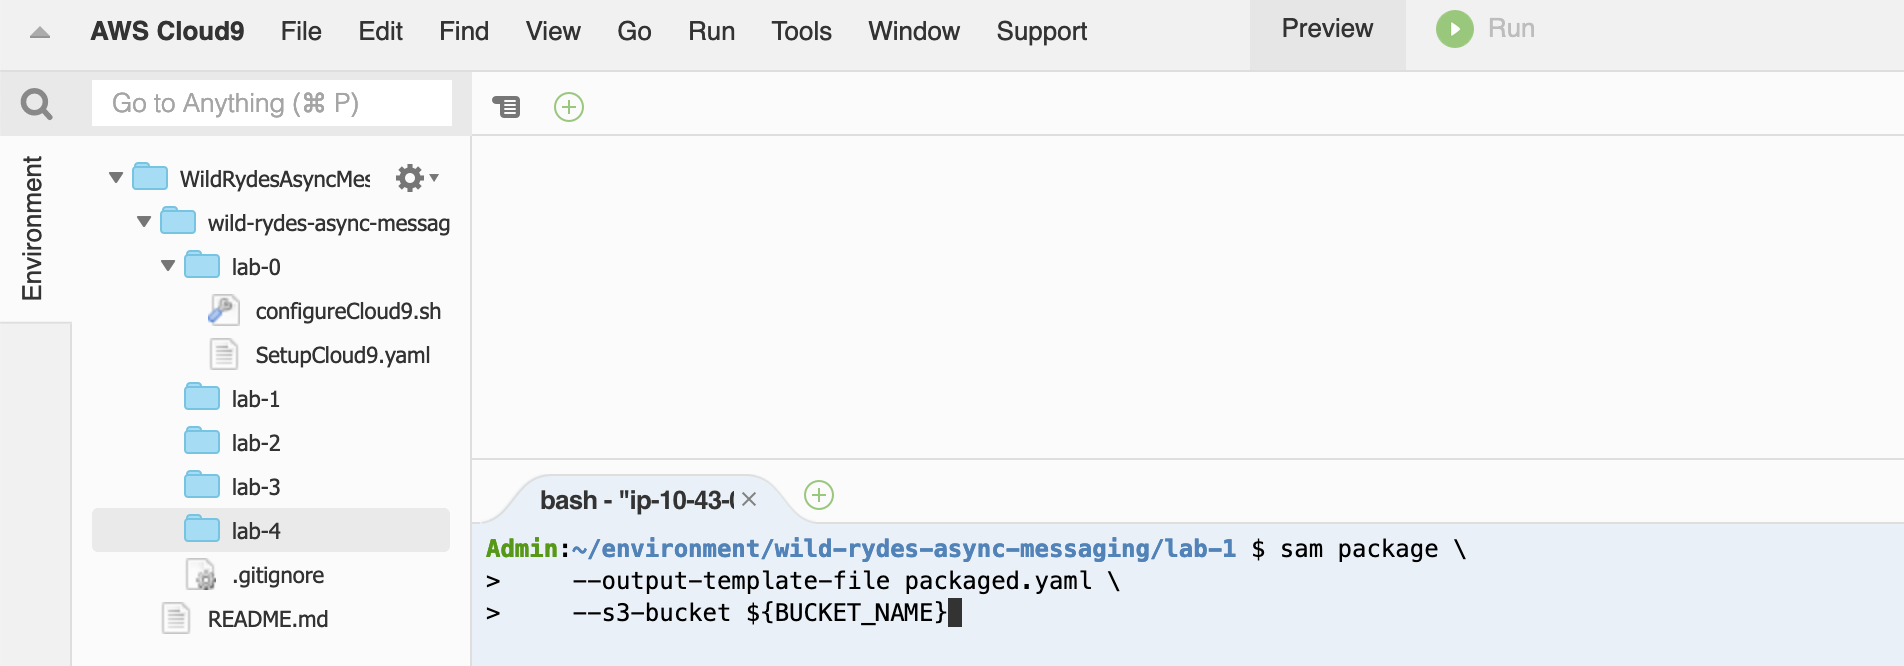 AWS Cloud9 File Edit Find View Go Run Tools Window Support Preview Run
Go to Anything (⌘ P)
Environment
WildRydesAsyncMes
wild-rydes-async-messag
lab-0
configureCloud9.sh
SetupCloud9.yaml
lab-1
lab-2
lab-3
lab-4
.gitignore
README.md
bash - "ip-10-43-
Admin:~/environment/wild-rydes-async-messaging/lab-1 $ sam package \
> --output-template-file packaged.yaml \
> --s3-bucket ${BUCKET_NAME}